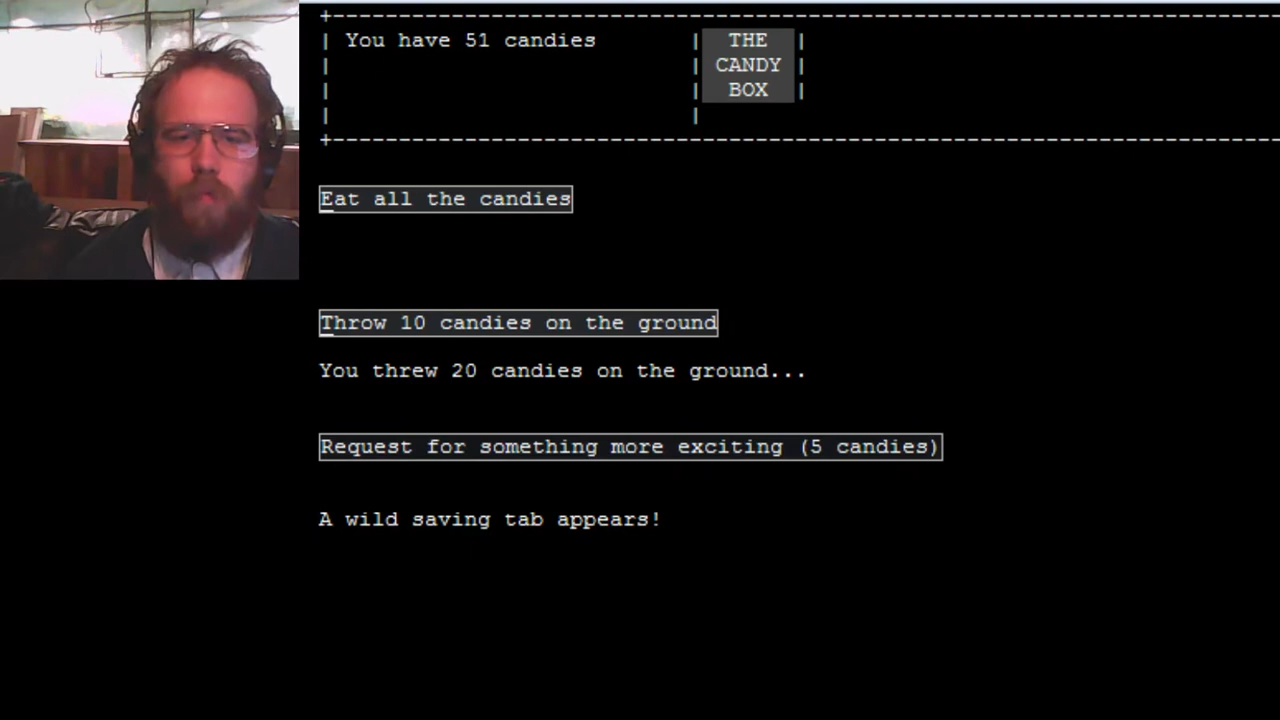 You have 51 candies
THE
CANDY
BOX
Eat all the candies
Throw 10 candies on the ground
You threw 20 candies on the ground...
Request for something more exciting (5 candies)
A wild saving tab appears!